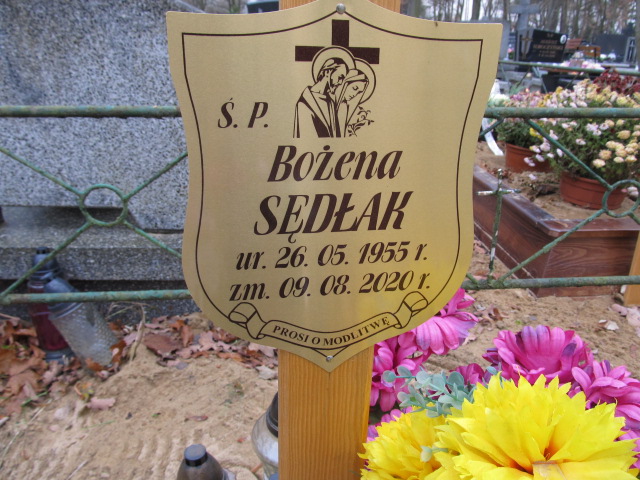 Ś. P.
Bożena
SĘDŁAK
ur. 26. 05. 1955 r.
zm. 09. 08. 2020 r.
PROSI O MODLITWĘ